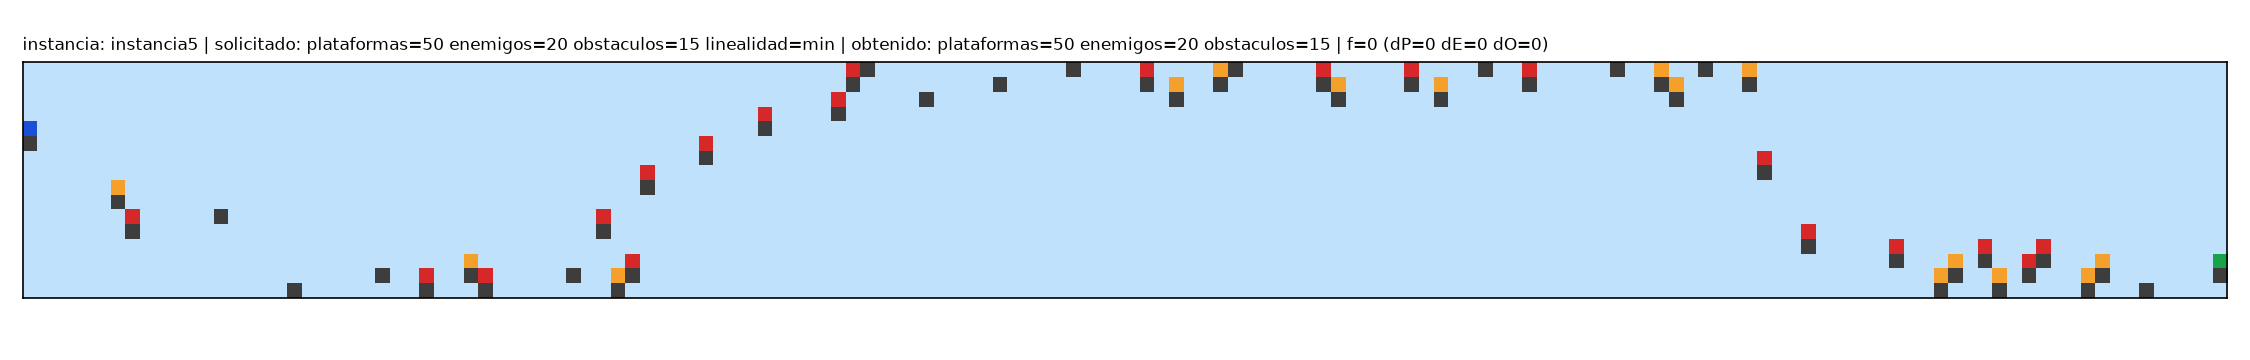 instancia: instancia5 | solicitado: plataformas=50 enemigos=20 obstaculos=15 linealidad=min | obtenido: plataformas=50 enemigos=20 obstaculos=15 | f=0 (dP=0 dE=0 dO=0)